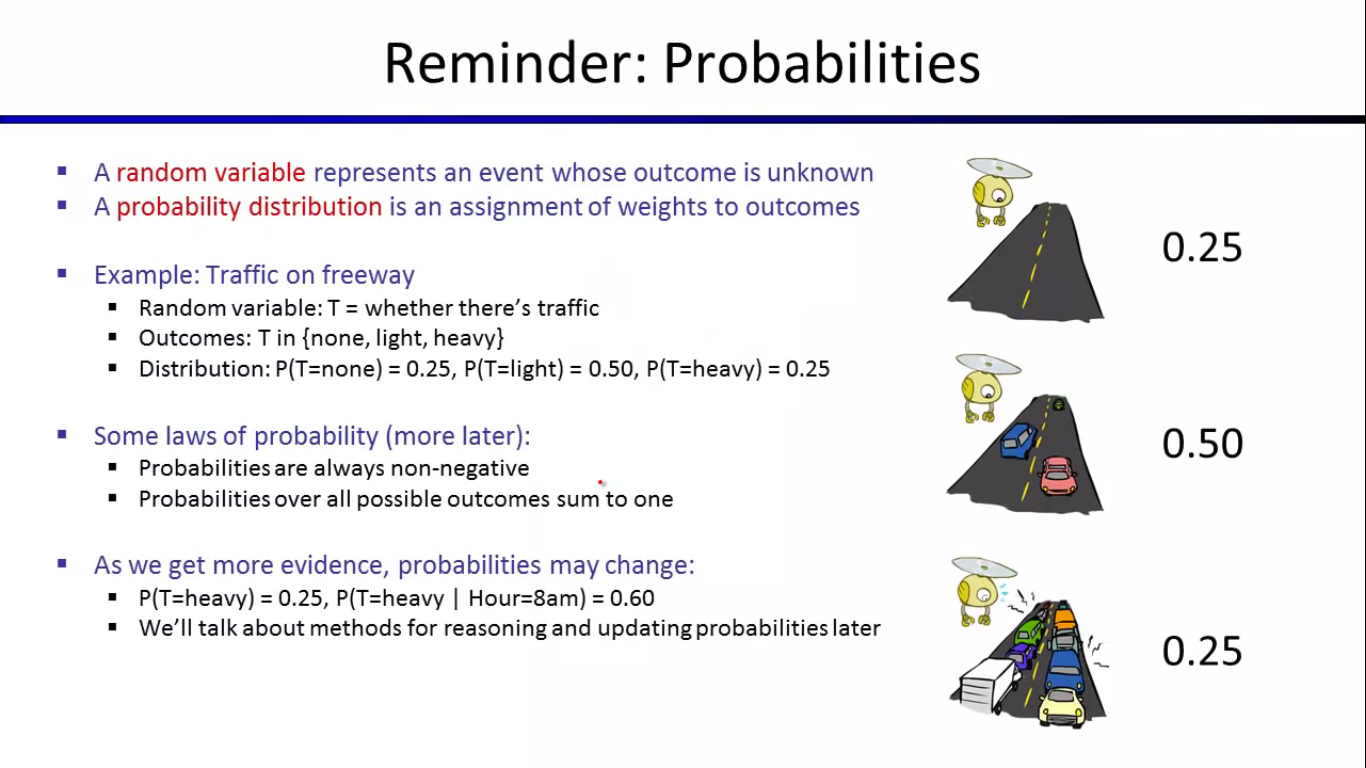 Reminder: Probabilities
▪ A random variable represents an event whose outcome is unknown
▪ A probability distribution is an assignment of weights to outcomes
▪ Example: Traffic on freeway
▪ Random variable: T = whether there’s traffic
▪ Outcomes: T in {none, light, heavy}
▪ Distribution: P(T=none) = 0.25, P(T=light) = 0.50, P(T=heavy) = 0.25
▪ Some laws of probability (more later):
▪ Probabilities are always non-negative
▪ Probabilities over all possible outcomes sum to one
▪ As we get more evidence, probabilities may change:
▪ P(T=heavy) = 0.25, P(T=heavy | Hour=8am) = 0.60
▪ We’ll talk about methods for reasoning and updating probabilities later
0.25
0.50
0.25